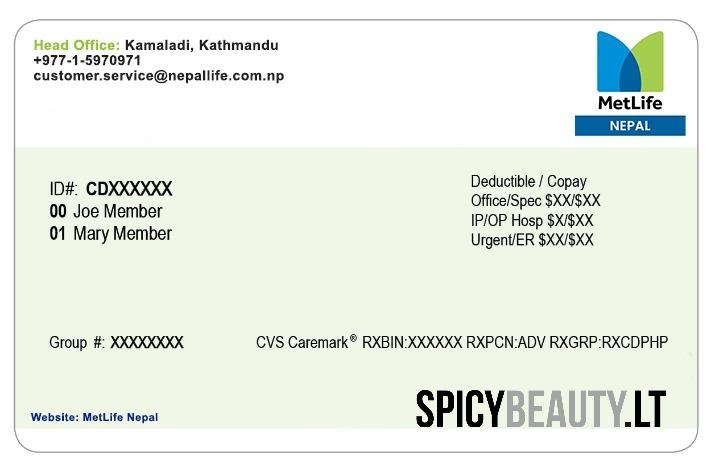 Head Office: Kamaladi, Kathmandu
+977-1-5970971
customer.service@nepallife.com.np
MetLife
NEPAL
ID#: CDXXXXXX
00 Joe Member
01 Mary Member
Deductible / Copay
Office/Spec $XX/$XX
IP/OP Hosp $X/$XX
Urgent/ER $XX/$XX
Group #: XXXXXXXX
CVS Caremark® RXBIN:XXXXXX RXPCN:ADV RXGRP:RXCDPHP
Website: MetLife Nepal
SPICYBEAUTY.LT